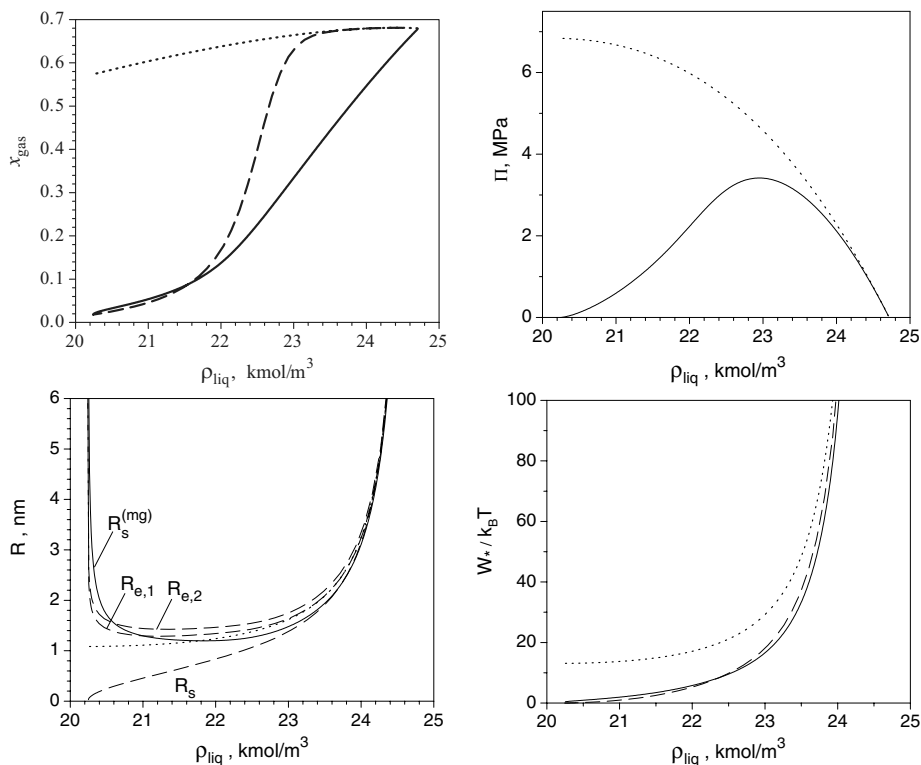 0.7
0.6
0.5
0.4
0.3
0.2
0.1
0.0
x_gas
20 21 22 23 24 25
ρ_liq, kmol/m³
6
4
2
0
Π, MPa
20 21 22 23 24 25
ρ_liq , kmol/m³
6
5
4
3
2
1
0
R , nm
R_s^(mg)
R_e,1
R_e,2
R_s
20 21 22 23 24 25
ρ_liq , kmol/m³
100
80
60
40
20
0
W_* / k_BT
20 21 22 23 24 25
ρ_liq , kmol/m³